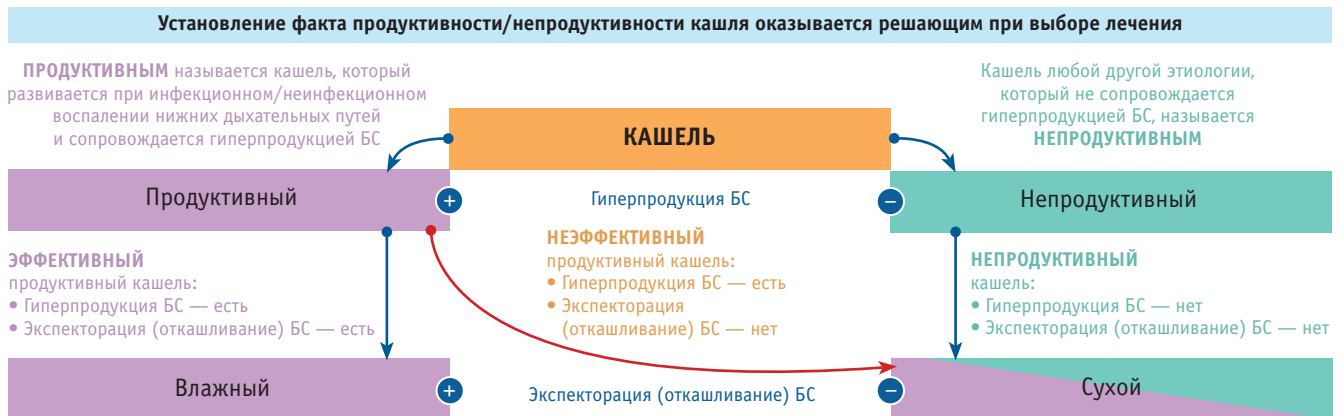 Установление факта продуктивности/непродуктивности кашля оказывается решающим при выборе лечения
ПРОДУКТИВНЫМ называется кашель, который
развивается при инфекционном/неинфекционном
воспалении нижних дыхательных путей
и сопровождается гиперпродукцией БС
КАШЕЛЬ
Кашель любой другой этиологии,
который не сопровождается
гиперпродукцией БС, называется
НЕПРОДУКТИВНЫМ
Продуктивный
+
Гиперпродукция БС
−
Непродуктивный
ЭФФЕКТИВНЫЙ
продуктивный кашель:
• Гиперпродукция БС — есть
• Экспекторация (откашливание) БС — есть
НЕЭФФЕКТИВНЫЙ
продуктивный кашель:
• Гиперпродукция БС — есть
• Экспекторация
(откашливание) БС — нет
НЕПРОДУКТИВНЫЙ
кашель:
• Гиперпродукция БС — нет
• Экспекторация (откашливание) БС — нет
Влажный
+
Экспекторация (откашливание) БС
−
Сухой